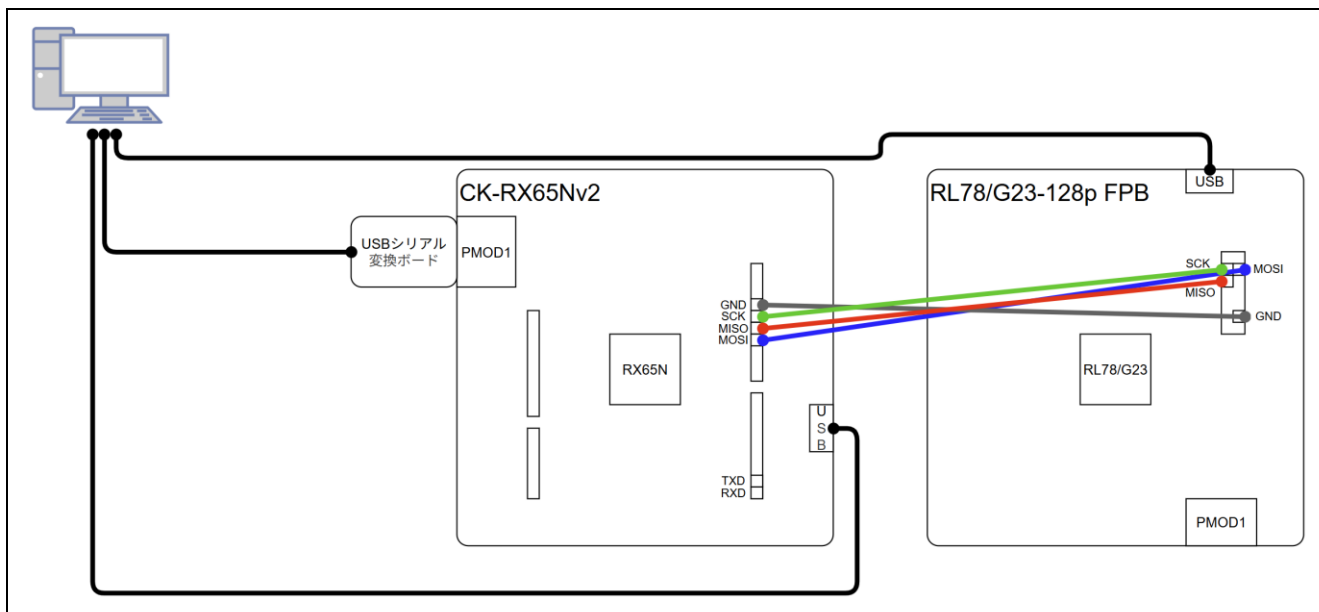 CK-RX65Nv2
USBシリアル
変換ボード
PMOD1
GND
SCK
MISO
MOSI
RX65N
U
S
B
TXD
RXD
RL78/G23-128p FPB
USB
SCK
MOSI
MISO
GND
RL78/G23
PMOD1